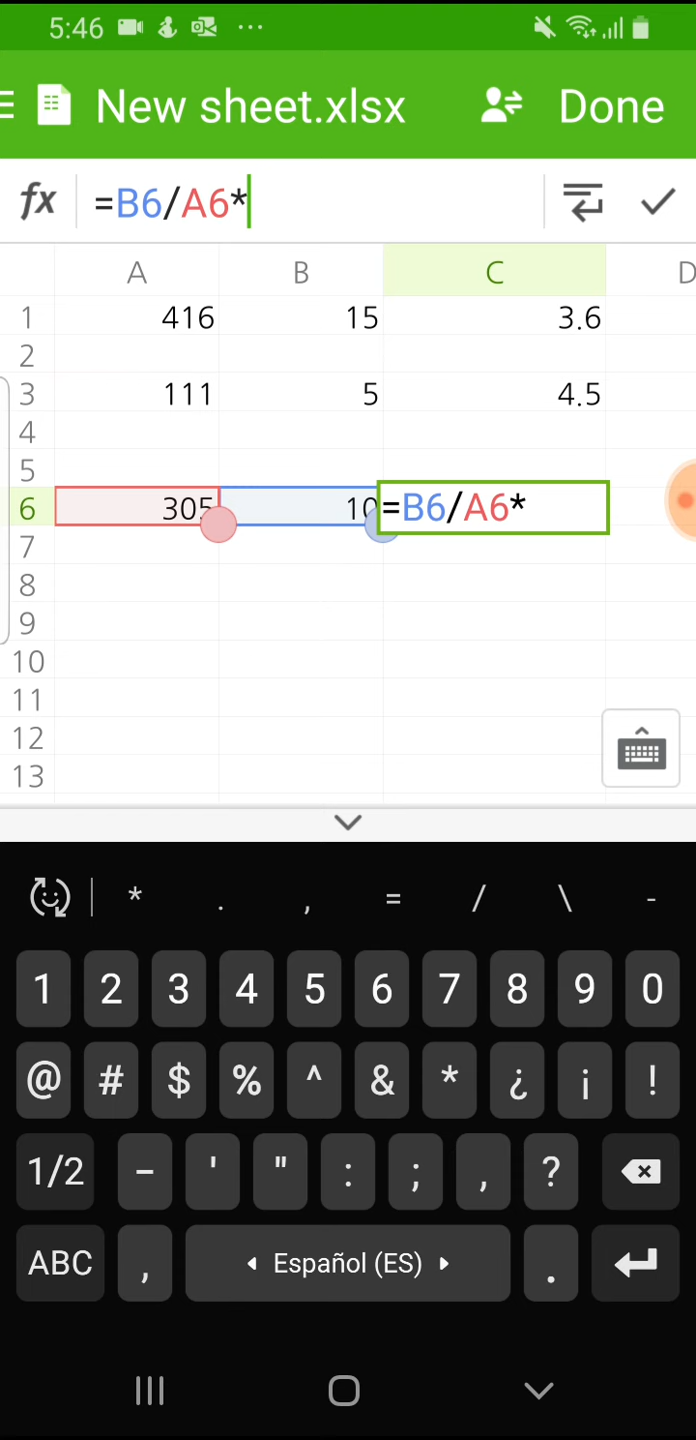 5:46 ...
New sheet.xlsx Done
fx =B6/A6*
A B C D
1 416 15 3.6
2
3 111 5 4.5
4
5
6 305 10 =B6/A6*
7
8
9
10
11
12
13
* . , = / \ -
1 2 3 4 5 6 7 8 9 0
@ # $ % ^ & * ¿ ¡ !
1/2 - ' " : ; , ?
ABC , Español (ES) .